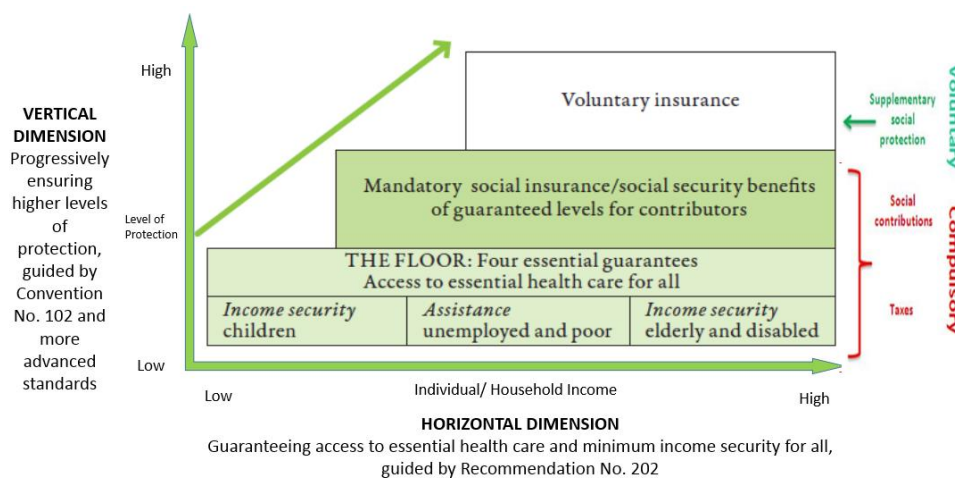 High
VERTICAL
DIMENSION
Progressively
ensuring
higher levels
of
protection,
guided by
Convention
No. 102 and
more
advanced
standards
Level of
Protection
Low
Voluntary insurance
Mandatory social insurance/social security benefits
of guaranteed levels for contributors
THE FLOOR: Four essential guarantees
Access to essential health care for all
Income security
children
Assistance
unemployed and poor
Income security
elderly and disabled
Supplementary
social
protection
Voluntary
Social
contributions
Taxes
Compulsory
Low
Individual/ Household Income
High
HORIZONTAL DIMENSION
Guaranteeing access to essential health care and minimum income security for all,
guided by Recommendation No. 202